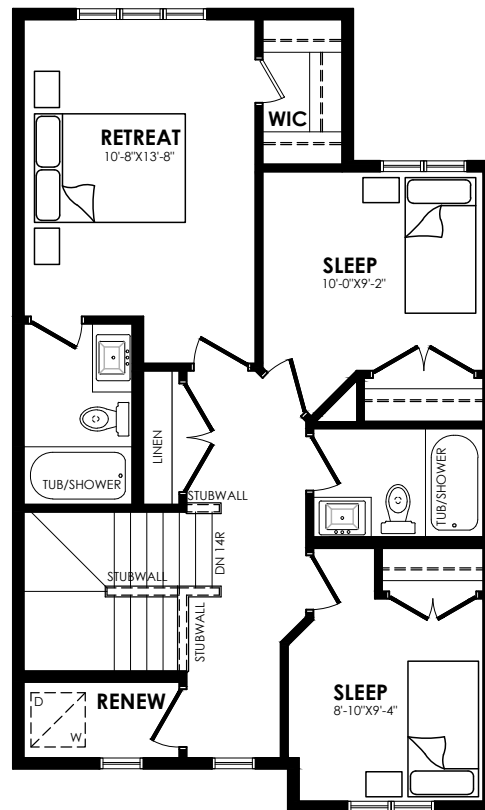 WIC
RETREAT
10'-8"X13'-8"
SLEEP
10'-0"X9'-2"
LINEN
TUB/SHOWER
TUB/SHOWER
STUBWALL
DN 14R
STUBWALL
STUBWALL
D
W
RENEW
SLEEP
8'-10"X9'-4"